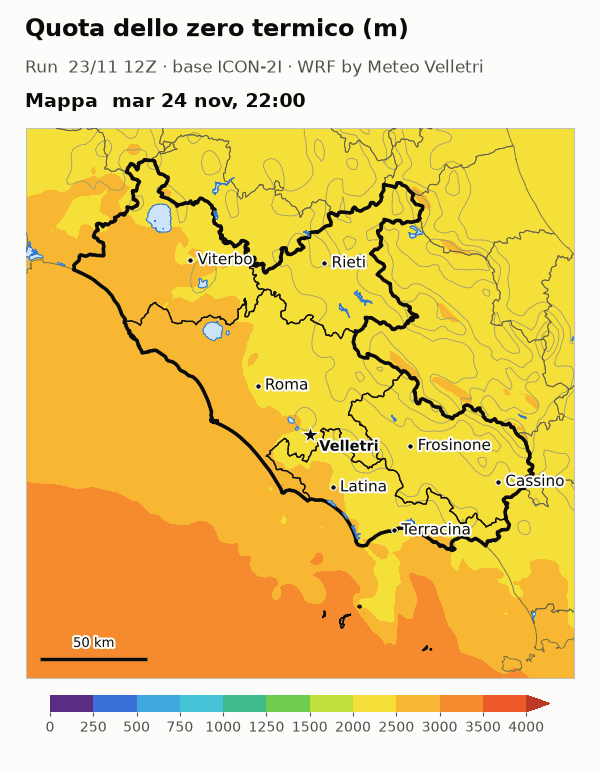 Quota dello zero termico (m)
Run  23/11 12Z · base ICON-2I · WRF by Meteo Velletri
Mappa  mar 24 nov, 22:00
Viterbo
Rieti
Roma
Velletri
Frosinone
Cassino
Latina
Terracina
50 km
0 250 500 750 1000 1250 1500 2000 2500 3000 3500 4000